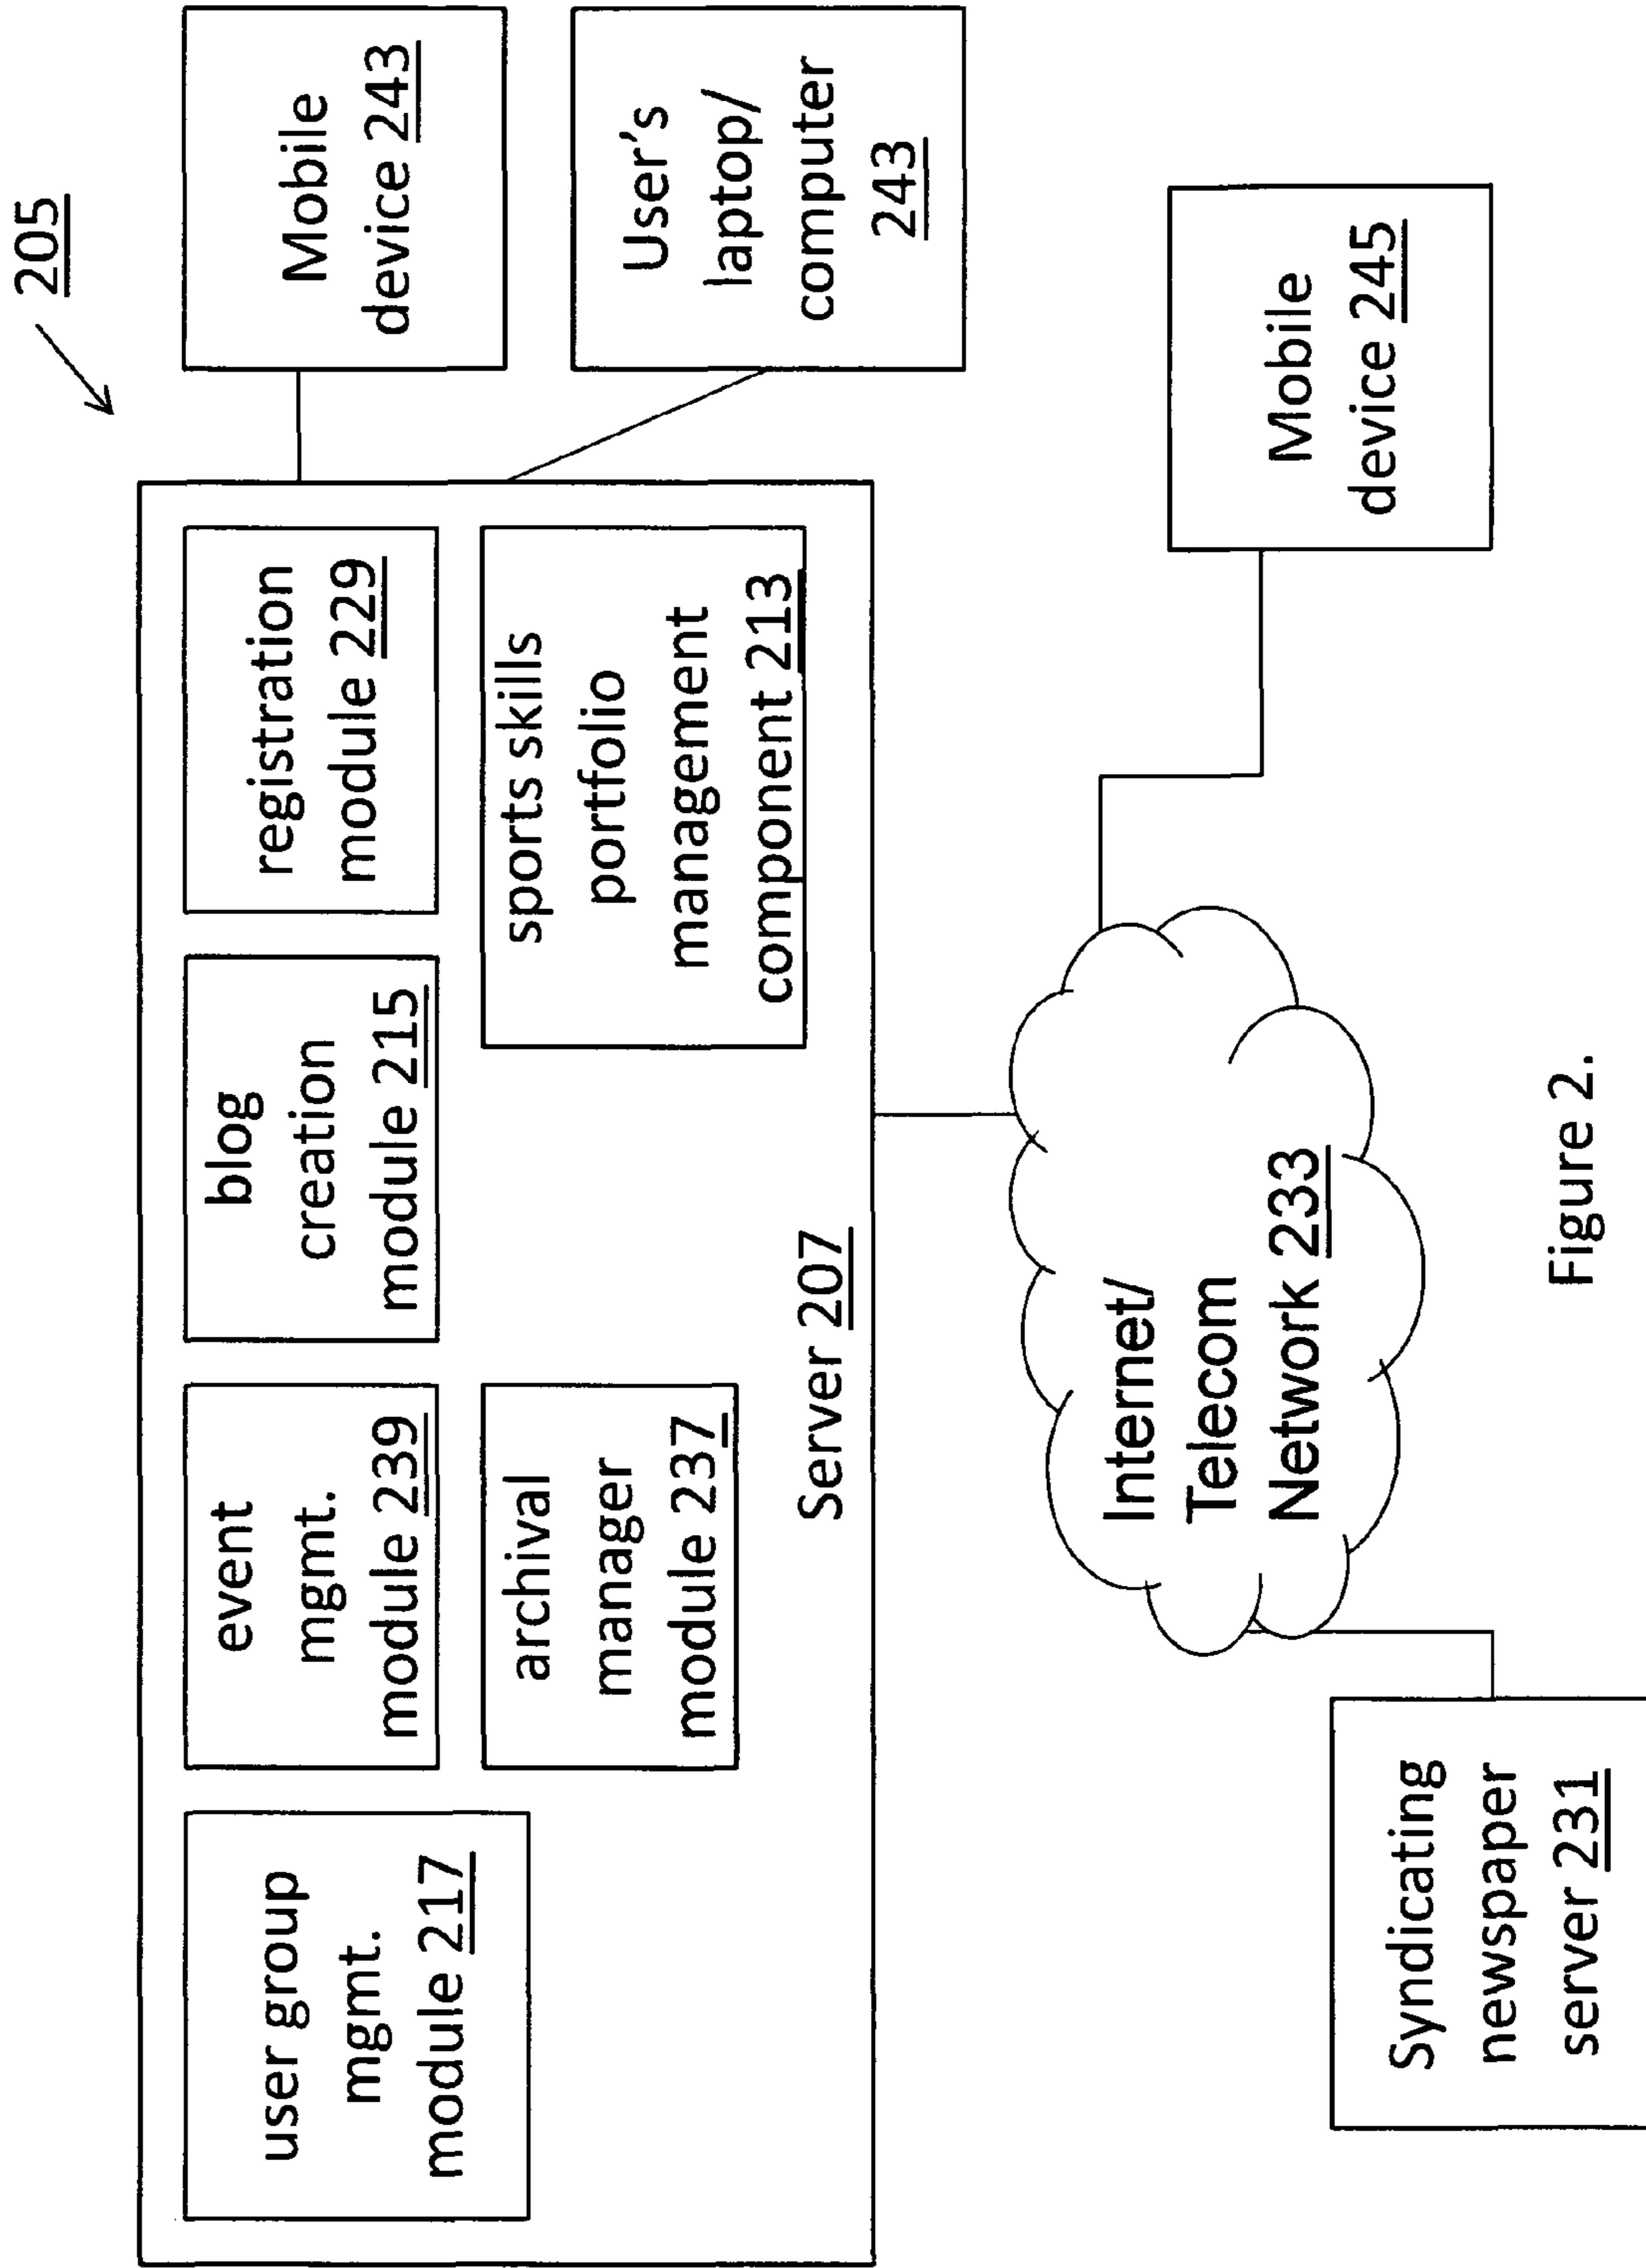 205
user group
mgmt.
module 217
event
mgmt.
module 239
blog
creation
module 215
registration
module 229
archival
manager
module 237
sports skills
portfolio
management
component 213
Server 207
Mobile
device 243
User's
laptop/
computer
243
Internet/
Telecom
Network 233
Mobile
device 245
Syndicating
newspaper
server 231
Figure 2.